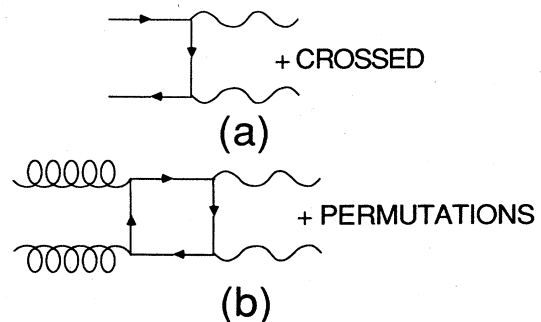 + CROSSED
(a)
+ PERMUTATIONS
(b)